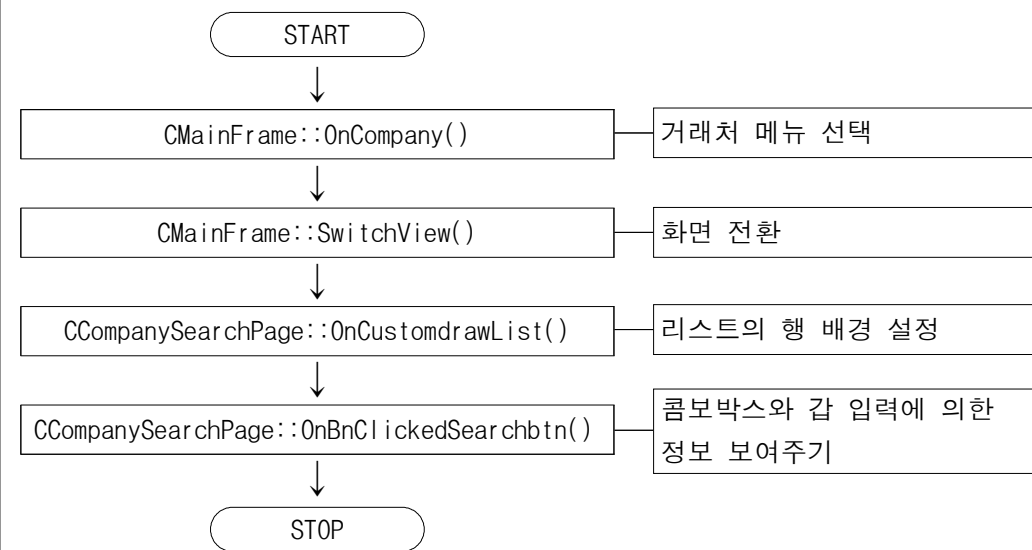 START
CMainFrame::OnCompany()
거래처 메뉴 선택
CMainFrame::SwitchView()
화면 전환
CCompanySearchPage::OnCustomdrawList()
리스트의 행 배경 설정
CCompanySearchPage::OnBnClickedSearchbtn()
콤보박스와 갑 입력에 의한
정보 보여주기
STOP